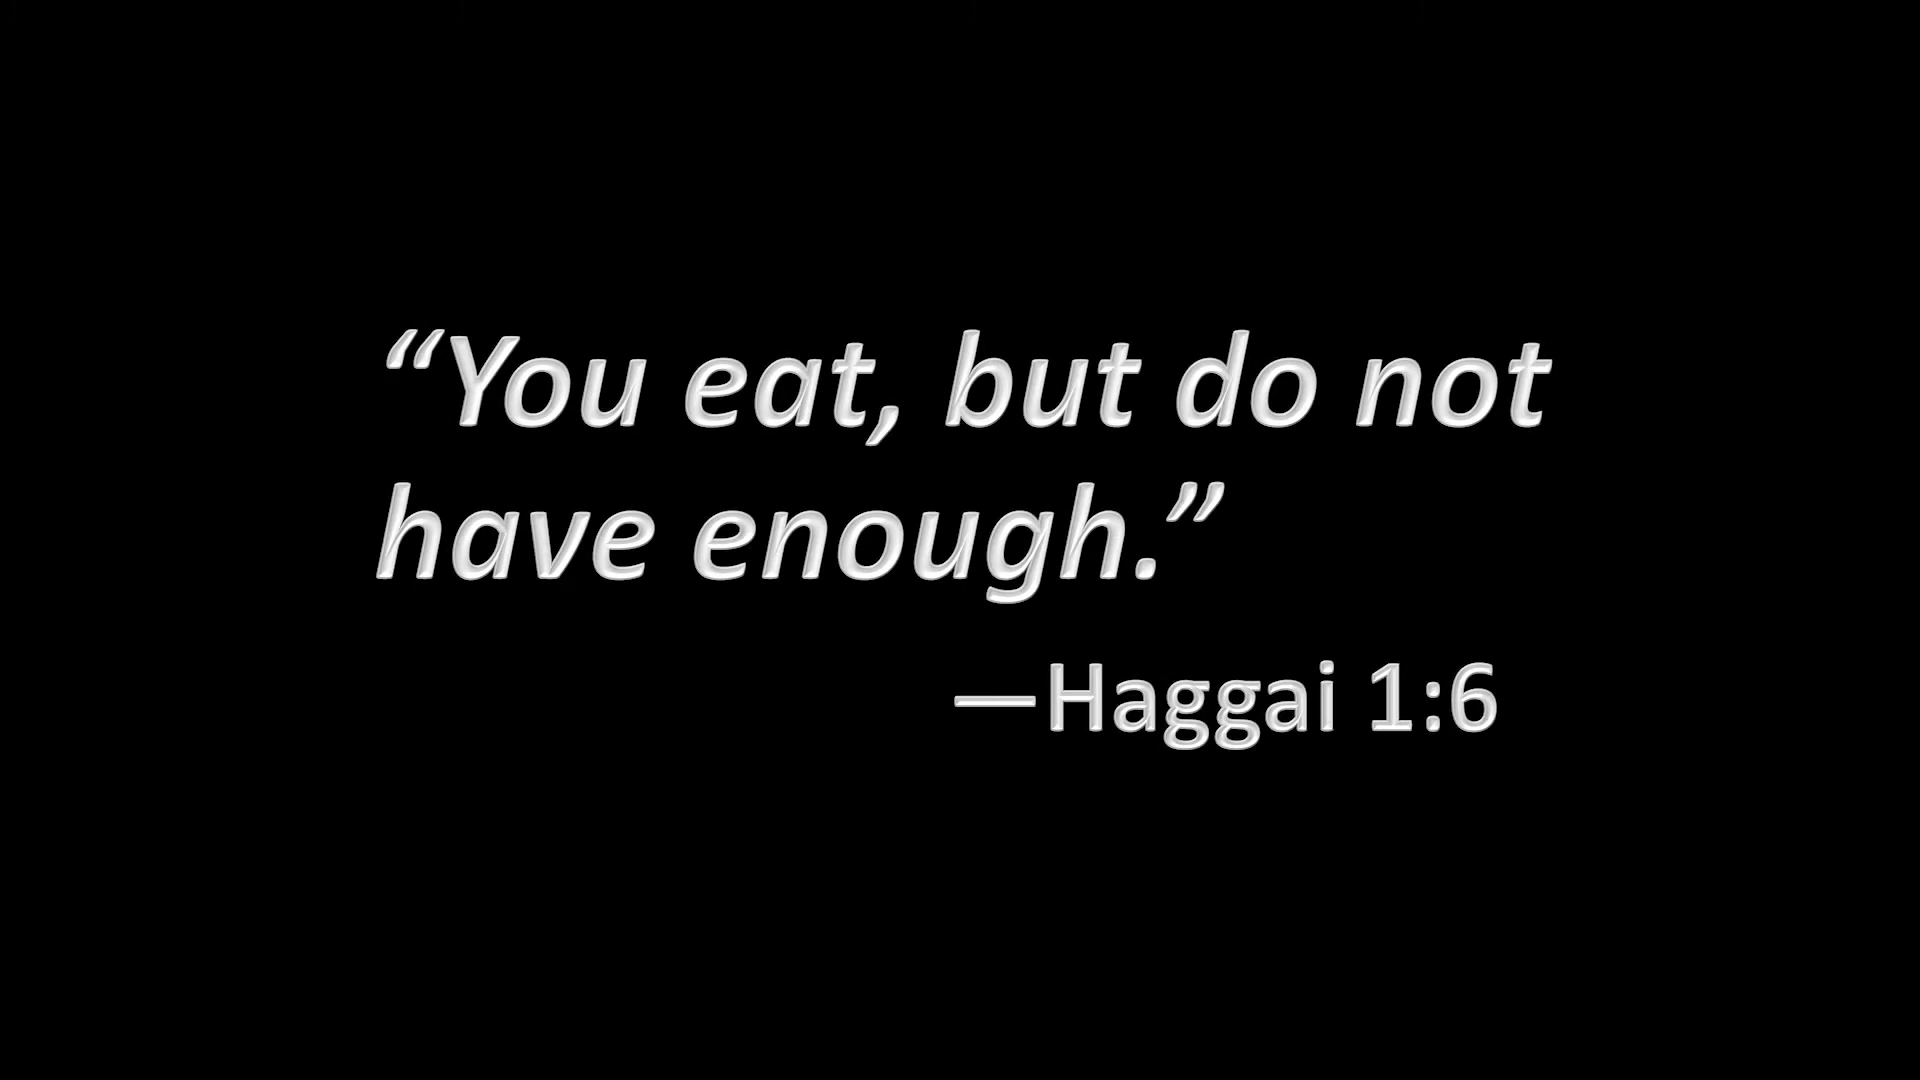 “You eat, but do not
have enough.”
—Haggai 1:6